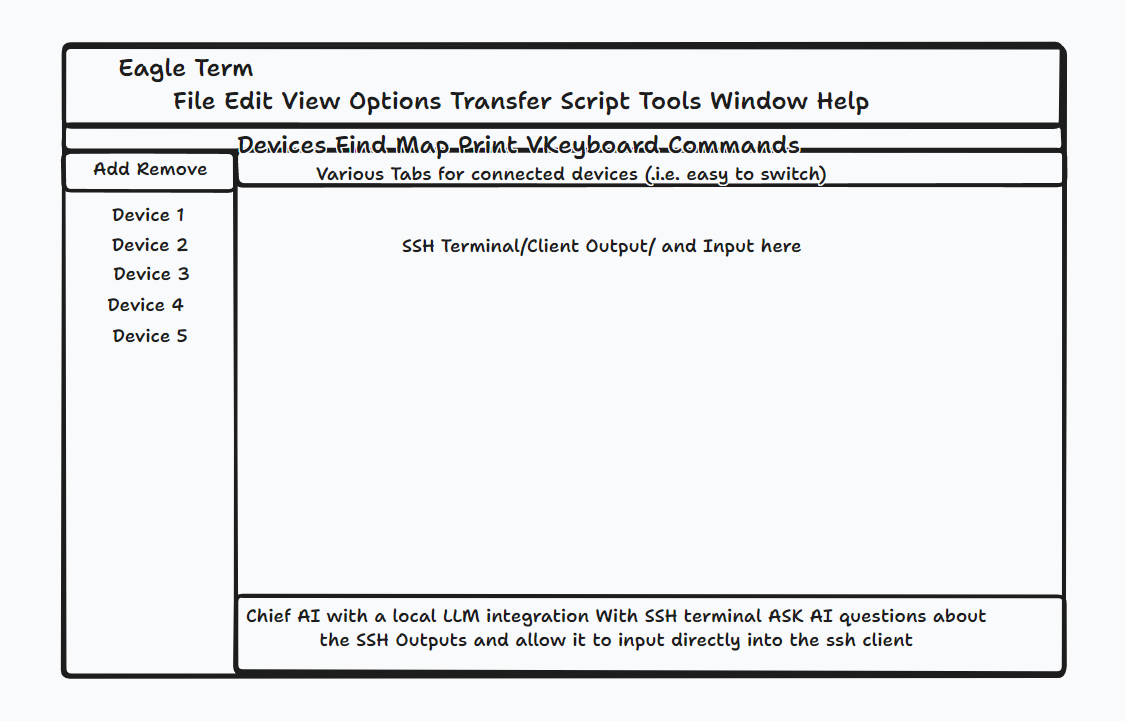 Eagle Term
File Edit View Options Transfer Script Tools Window Help
Devices Find Map Print VKeyboard Commands
Add Remove
Various Tabs for connected devices (.i.e. easy to switch)
Device 1
Device 2
Device 3
Device 4
Device 5
SSH Terminal/Client Output/ and Input here
Chief AI with a local LLM integration With SSH terminal ASK AI questions about
the SSH Outputs and allow it to input directly into the ssh client